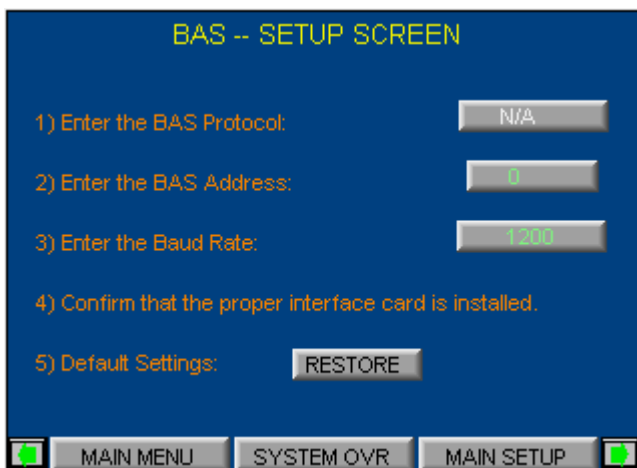 BAS -- SETUP SCREEN
1) Enter the BAS Protocol: N/A
2) Enter the BAS Address: 0
3) Enter the Baud Rate: 1200
4) Confirm that the proper interface card is installed.
5) Default Settings: RESTORE
MAIN MENU SYSTEM OVR MAIN SETUP